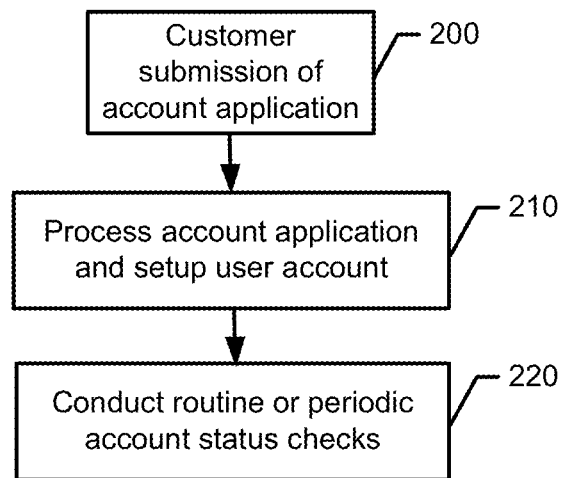 Customer
submission of
account application
200
Process account application
and setup user account
210
Conduct routine or periodic
account status checks
220